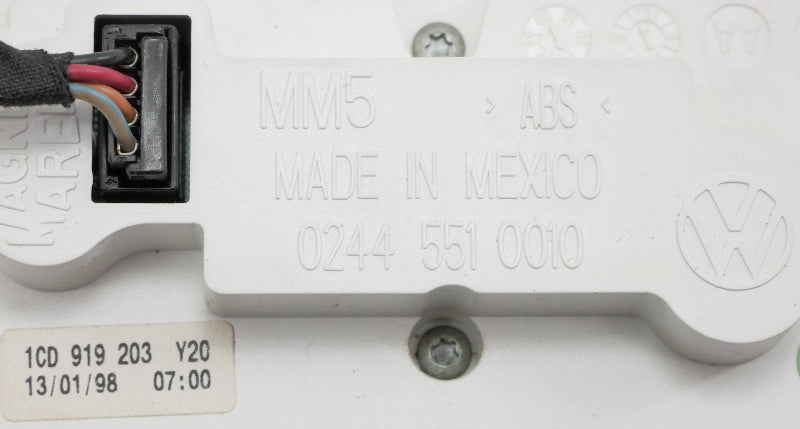 MM5 > ABS <
MADE IN MEXICO
0244 551 0010
1CD 919 203 Y20
13/01/98 07:00